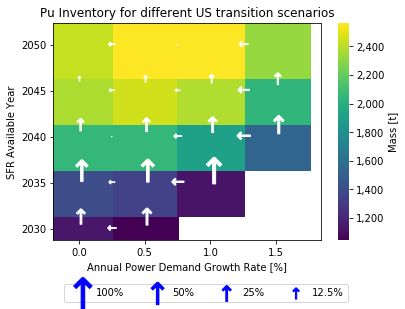 Pu Inventory for different US transition scenarios
2050
2045
2040
2035
2030
SFR Available Year
0.0 0.5 1.0 1.5
Annual Power Demand Growth Rate [%]
2,400
2,200
2,000
1,800
1,600
1,400
1,200
Mass [t]
100% 50% 25% 12.5%